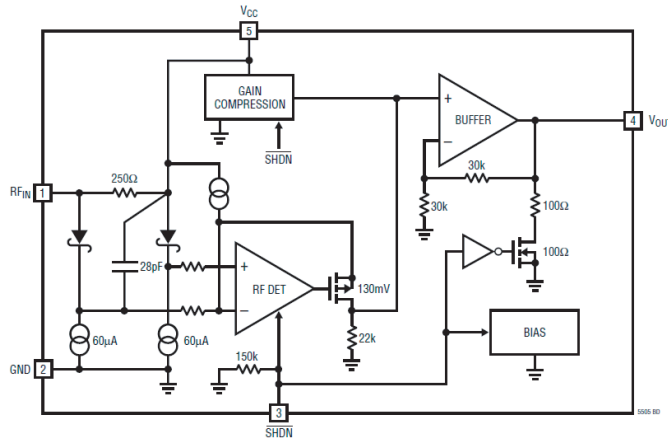 VCC
5
GAIN
COMPRESSION
SHDN
+
BUFFER
−
4
VOUT
30k
30k
100Ω
100Ω
RFIN
1
250Ω
28pF
+
RF DET
−
130mV
22k
60µA
60µA
GND
2
150k
BIAS
3
SHDN
5505 BD